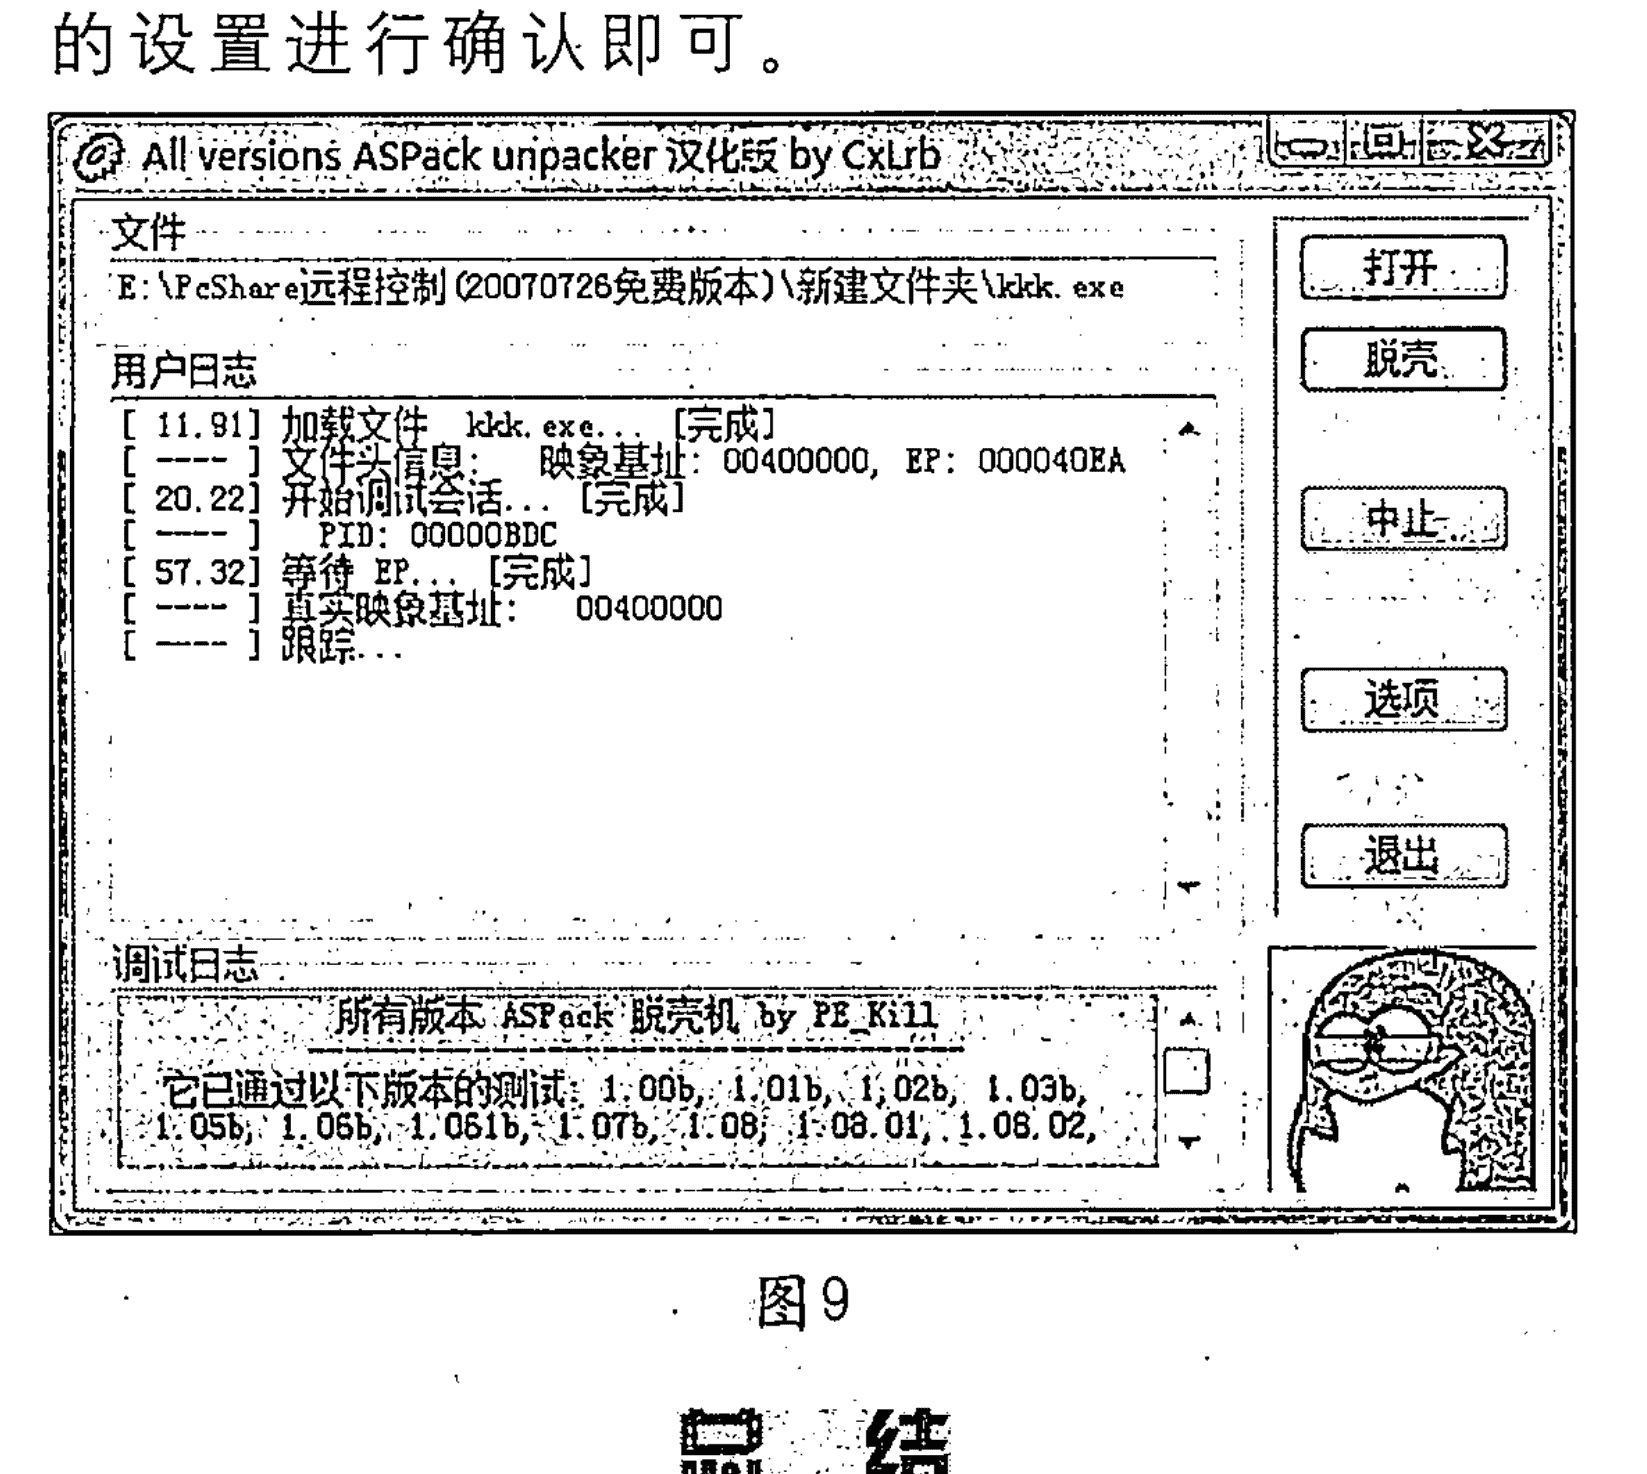 的设置进行确认即可。
All versions ASPack unpacker 汉化版 by CxLrb
文件
E:\PcShare远程控制(20070726免费版本)\新建文件夹\kkk.exe
打开
脱壳
用户日志
[ 11.91] 加载文件 kkk.exe... [完成]
[ ---- ] 文件头信息: 映象基址: 00400000, EP: 000040EA
[ 20.22] 开始调试会话... [完成]
[ ---- ] PID: 00000BDC
[ 57.32] 等待 EP... [完成]
[ ---- ] 真实映象基址: 00400000
[ ---- ] 跟踪...
中止
选项
退出
调试日志
所有版本 ASPack 脱壳机 by PE_Kill
它已通过以下版本的测试: 1.00b, 1.01b, 1.02b, 1.03b,
1.05b, 1.06b, 1.061b, 1.07b, 1.08, 1.08.01, 1.08.02,
图9